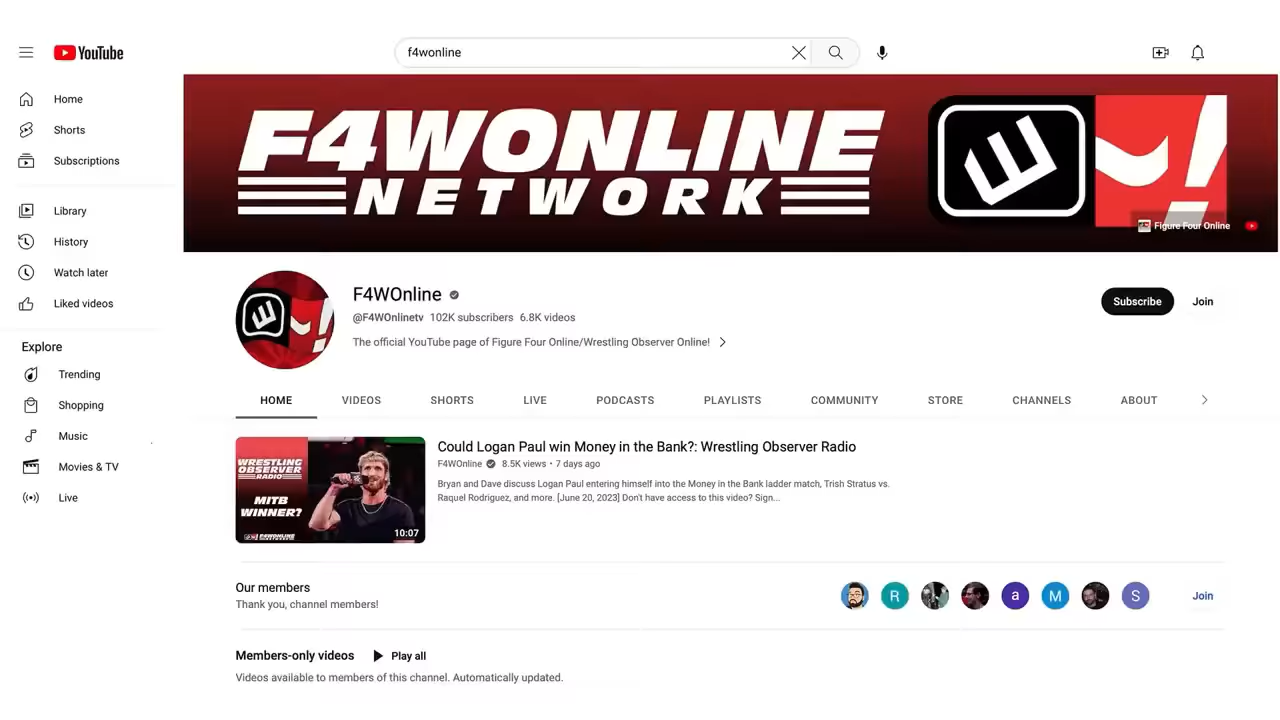 YouTube
f4wonline
Home
Shorts
Subscriptions
Library
History
Watch later
Liked videos
Explore
Trending
Shopping
Music
Movies & TV
Live
F4WONLINE
NETWORK
Figure Four Online
F4WOnline
@F4WOnlinetv 102K subscribers 6.8K videos
The official YouTube page of Figure Four Online/Wrestling Observer Online!
Subscribe
Join
HOME VIDEOS SHORTS LIVE PODCASTS PLAYLISTS COMMUNITY STORE CHANNELS ABOUT
WRESTLING
OBSERVER
RADIO
MITB
WINNER?
F4WONLINE
10:07
Could Logan Paul win Money in the Bank?: Wrestling Observer Radio
F4WOnline 8.5K views • 7 days ago
Bryan and Dave discuss Logan Paul entering himself into the Money in the Bank ladder match, Trish Stratus vs.
Raquel Rodriguez, and more. [June 20, 2023] Don't have access to this video? Sign...
Our members
Thank you, channel members!
R a M S
Join
Members-only videos Play all
Videos available to members of this channel. Automatically updated.